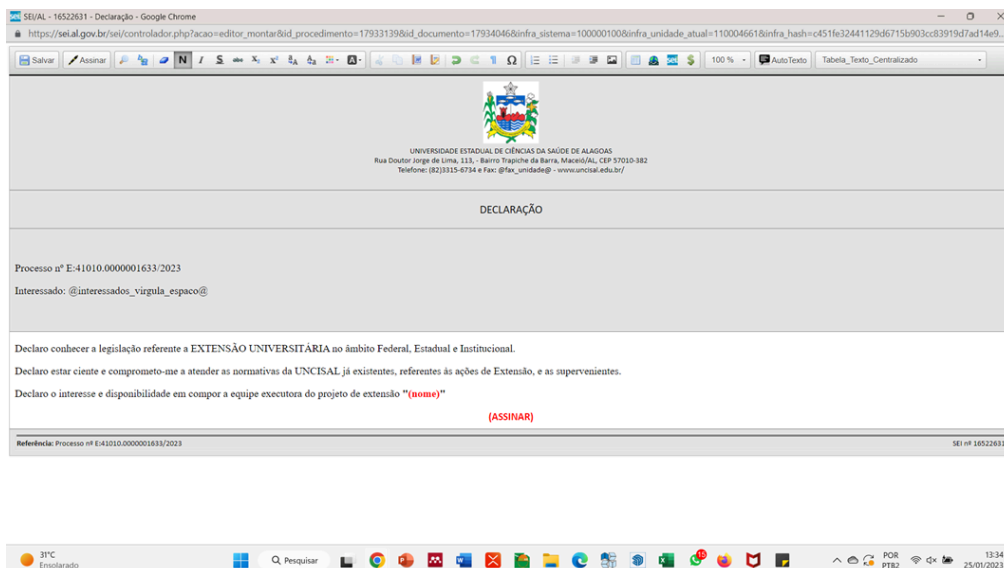 SEI/AL - 16522631 - Declaração - Google Chrome
https://sei.al.gov.br/sei/controlador.php?acao=editor_montar&id_procedimento=17933139&id_documento=17934046&infra_sistema=100000100&infra_unidade_atual=110004661&infra_hash=c451fe32441129d6715b903cc83919d7ad14e9...
Salvar Assinar N I S abc X₂ X² 100 % AutoTexto Tabela_Texto_Centralizado
UNIVERSIDADE ESTADUAL DE CIÊNCIAS DA SAÚDE DE ALAGOAS
Rua Doutor Jorge de Lima, 113, - Bairro Trapiche da Barra, Maceió/AL, CEP 57010-382
Telefone: (82)3315-6734 e Fax: @fax_unidade@ - www.uncisal.edu.br/
DECLARAÇÃO
Processo nº E:41010.0000001633/2023
Interessado: @interessados_virgula_espaco@
Declaro conhecer a legislação referente a EXTENSÃO UNIVERSITÁRIA no âmbito Federal, Estadual e Institucional.
Declaro estar ciente e comprometo-me a atender as normativas da UNCISAL já existentes, referentes às ações de Extensão, e as supervenientes.
Declaro o interesse e disponibilidade em compor a equipe executora do projeto de extensão "(nome)"
(ASSINAR)
Referência: Processo nº E:41010.0000001633/2023 SEI nº 16522631
31°C
Ensolarado
Pesquisar
15
POR
PTB2
13:34
25/01/2023